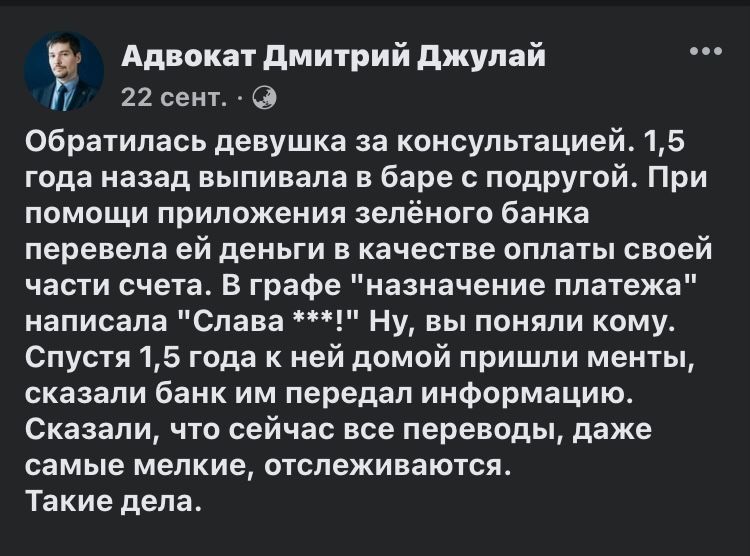 Адвокат Дмитрий Джулай
22 сент. ·
Обратилась девушка за консультацией. 1,5
года назад выпивала в баре с подругой. При
помощи приложения зелёного банка
перевела ей деньги в качестве оплаты своей
части счета. В графе "назначение платежа"
написала "Слава ***!" Ну, вы поняли кому.
Спустя 1,5 года к ней домой пришли менты,
сказали банк им передал информацию.
Сказали, что сейчас все переводы, даже
самые мелкие, отслеживаются.
Такие дела.